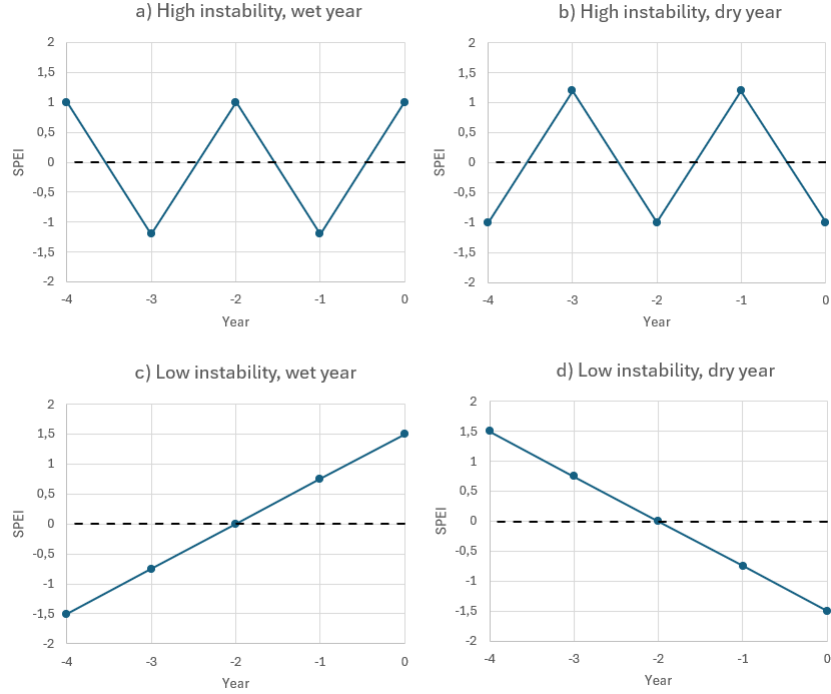 a) High instability, wet year
2
1,5
1
0,5
0
-0,5
-1
-1,5
-2
SPEI
-4 -3 -2 -1 0
Year
b) High instability, dry year
2
1,5
1
0,5
0
-0,5
-1
-1,5
-2
SPEI
-4 -3 -2 -1 0
Year
c) Low instability, wet year
2
1,5
1
0,5
0
-0,5
-1
-1,5
-2
SPEI
-4 -3 -2 -1 0
Year
d) Low instability, dry year
2
1,5
1
0,5
0
-0,5
-1
-1,5
-2
SPEI
-4 -3 -2 -1 0
Year